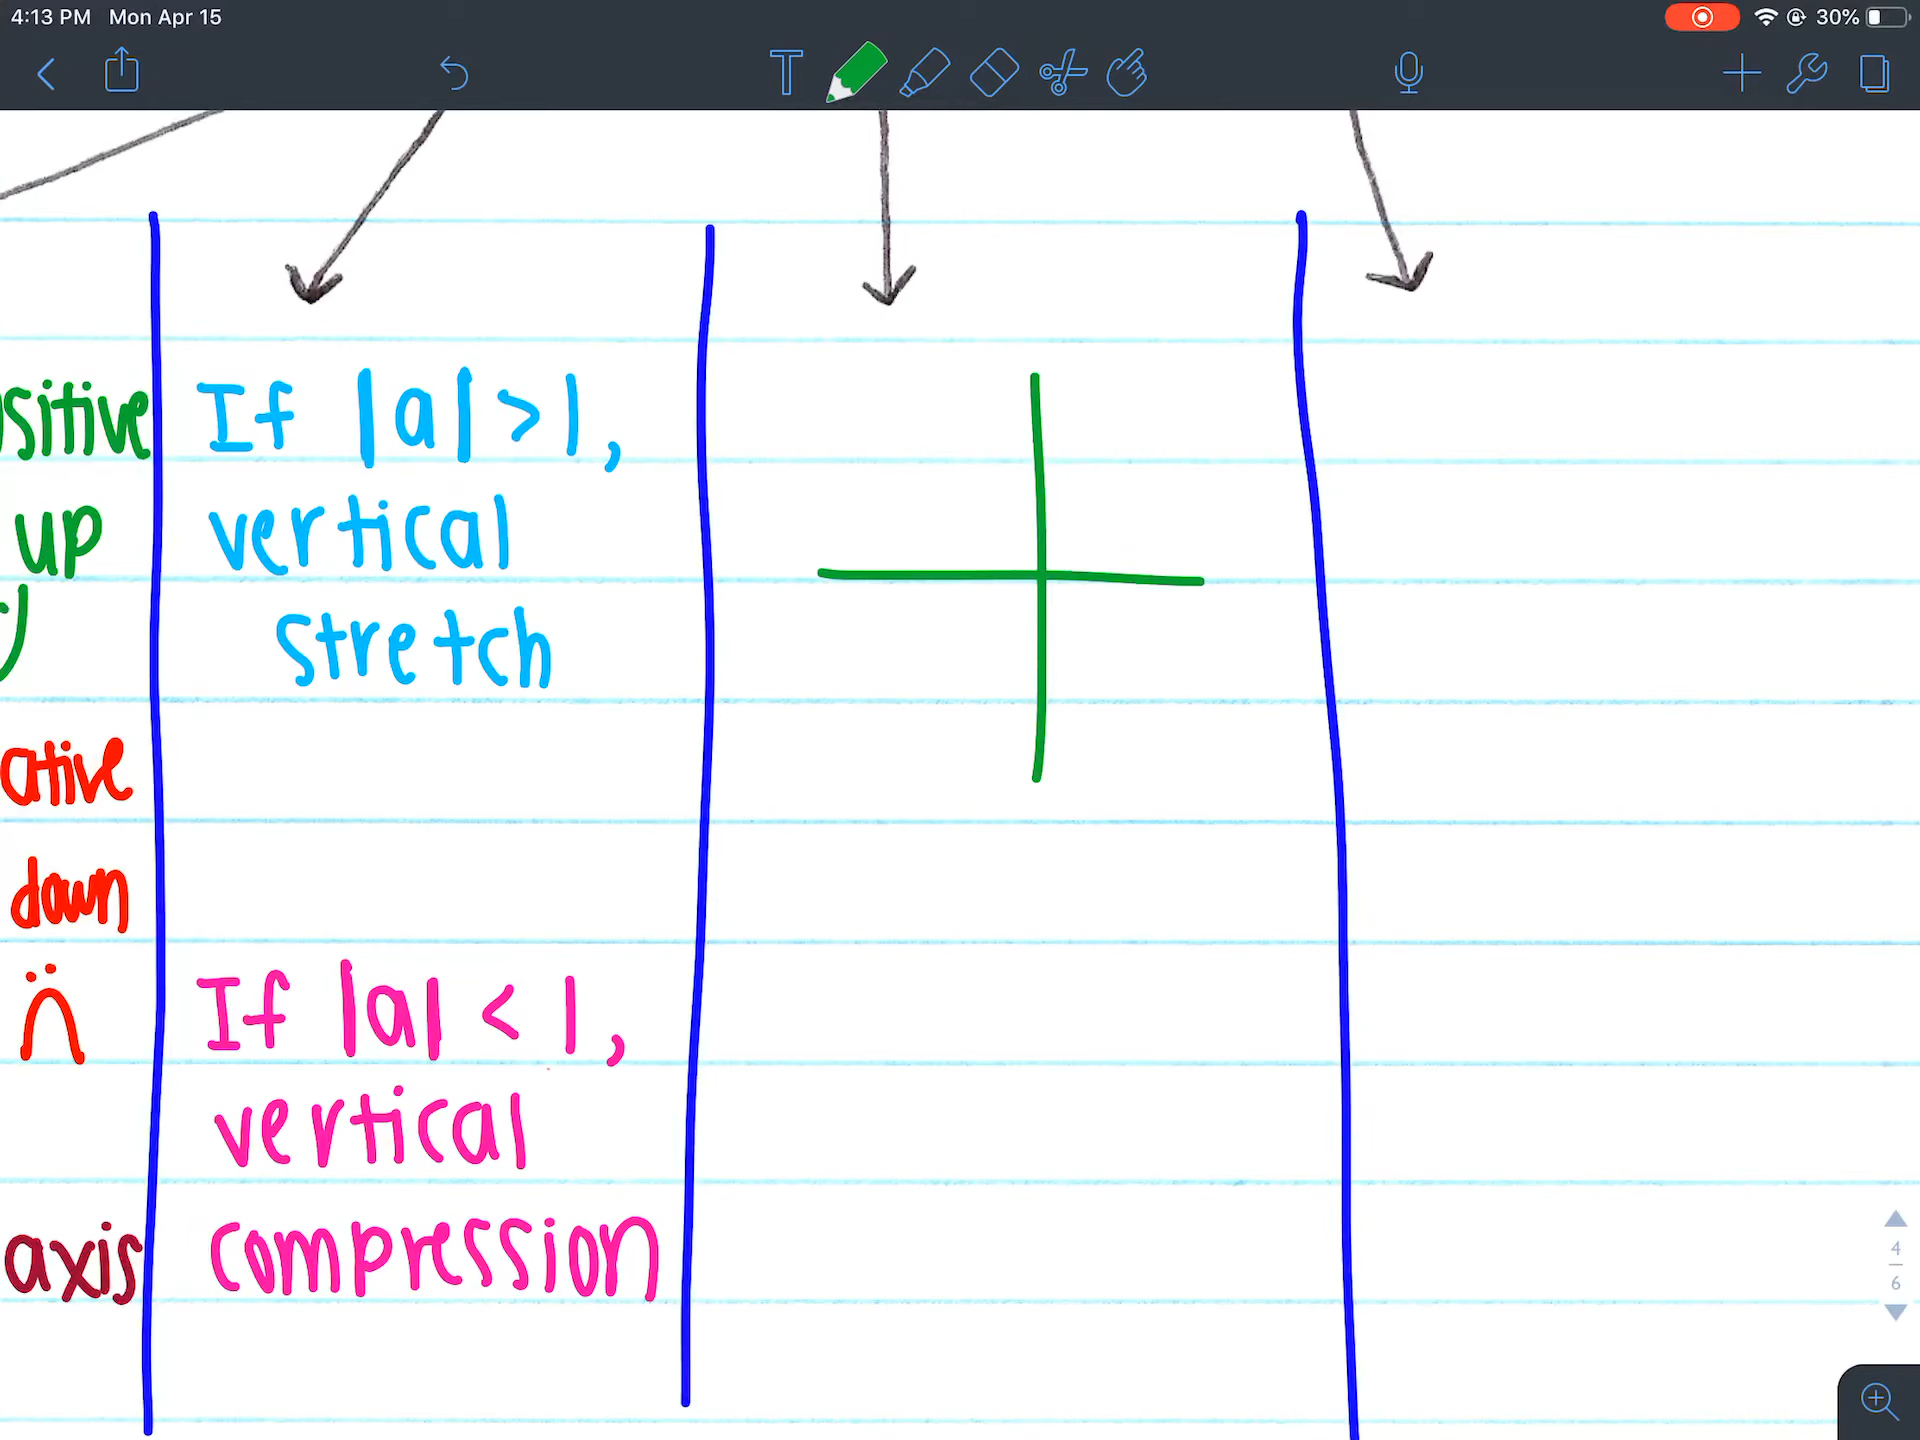 4:13 PM Mon Apr 15
30%
T
sitive
up
ative
down
axis
If |a| > 1,
vertical
stretch
If |a| < 1,
vertical
compression
4
6